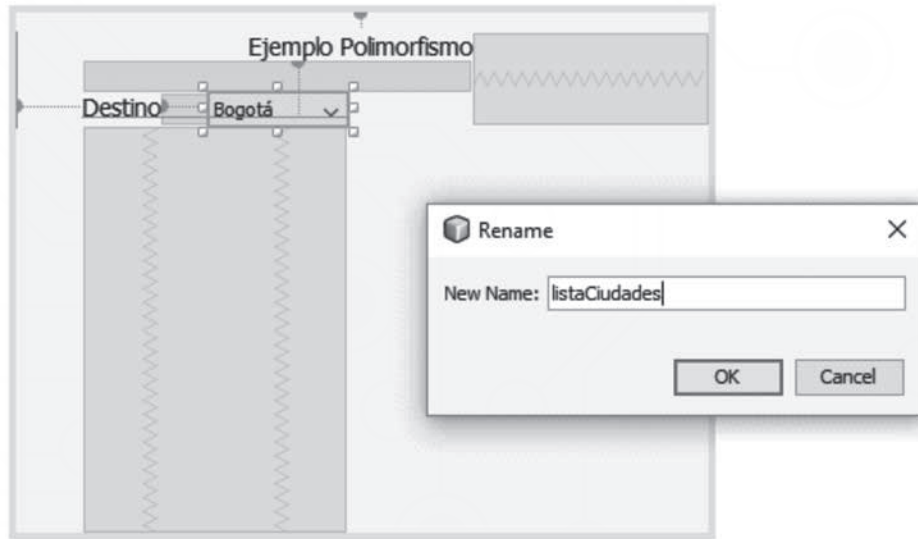 Ejemplo Polimorfismo
Destino
Bogotá
Rename
New Name: listaCiudades
OK
Cancel